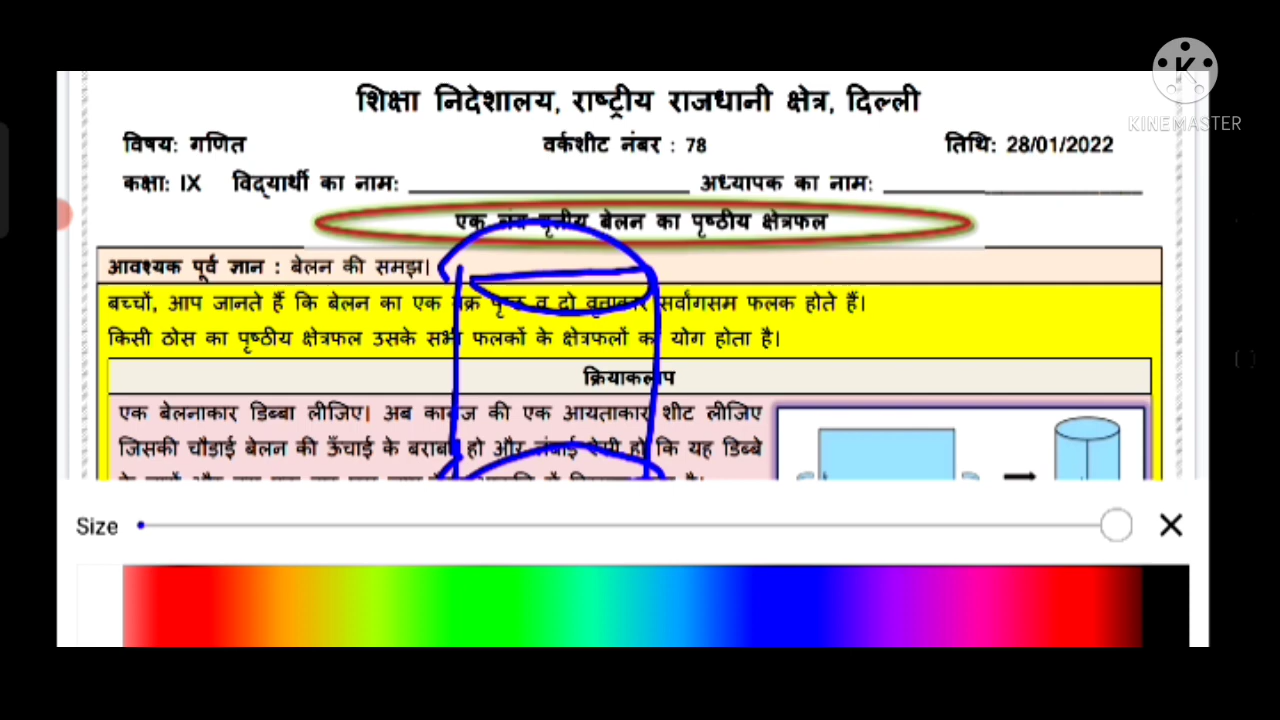 शिक्षा निदेशालय, राष्ट्रीय राजधानी क्षेत्र, दिल्ली
KINEMASTER
विषय: गणित वर्कशीट नंबर : 78 तिथि: 28/01/2022
कक्षा: IX विद्यार्थी का नाम: अध्यापक का नाम:
एक लंब वृत्तीय बेलन का पृष्ठीय क्षेत्रफल
आवश्यक पूर्व ज्ञान : बेलन की समझ।
बच्चों, आप जानते हैं कि बेलन का एक वक्र पृष्ठ व दो वृत्ताकार सर्वांगसम फलक होते हैं।
किसी ठोस का पृष्ठीय क्षेत्रफल उसके सभी फलकों के क्षेत्रफलों का योग होता है।
क्रियाकलाप
एक बेलनाकार डिब्बा लीजिए। अब कागज की एक आयताकार शीट लीजिए
जिसकी चौड़ाई बेलन की ऊँचाई के बराबर हो और लंबाई ऐसी हो कि यह डिब्बे
Size